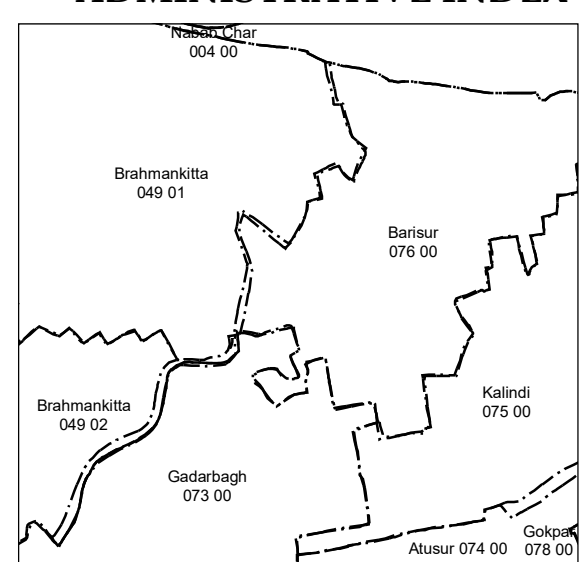 Nabab Char
004 00
Brahmankitta
049 01
Barisur
076 00
Kalindi
075 00
Brahmankitta
049 02
Gadarbagh
073 00
Atusur 074 00
078 00